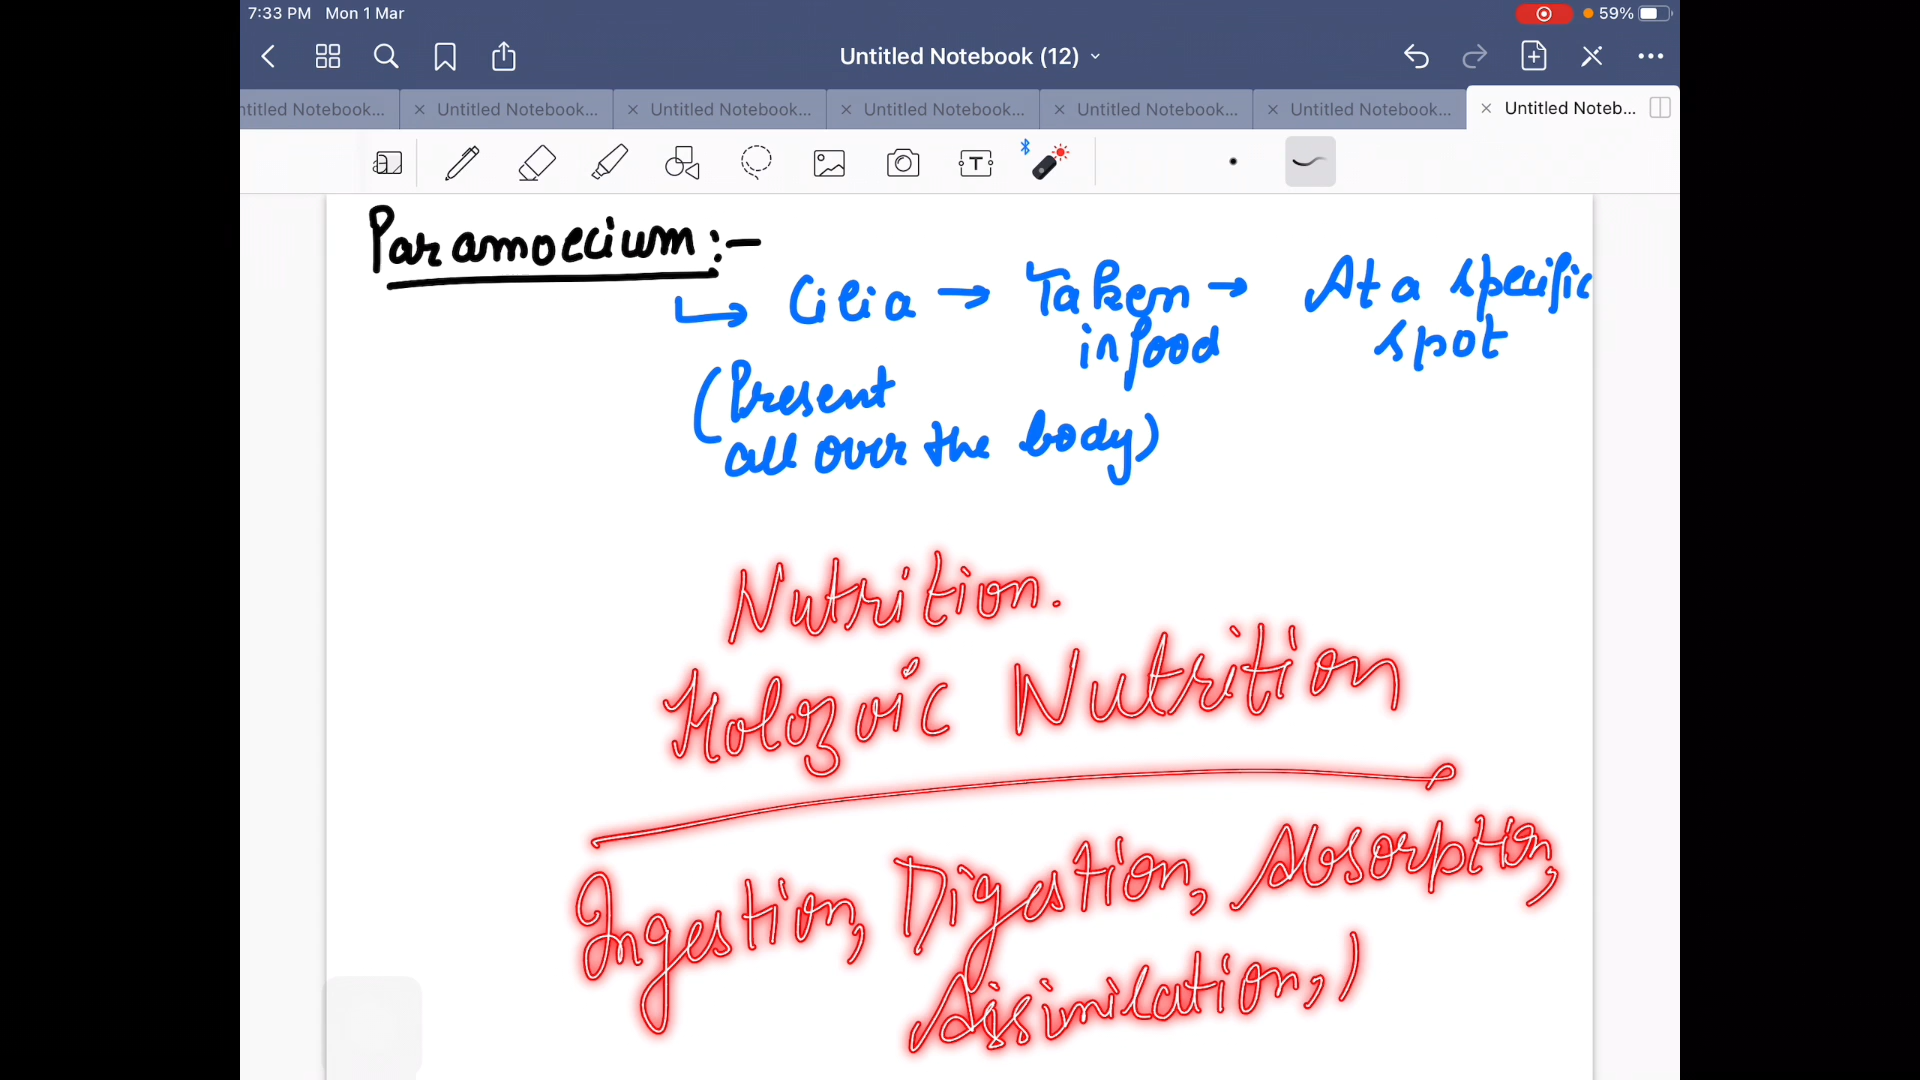 7:33 PM Mon 1 Mar 59%
Untitled Notebook (12)
ntitled Notebook... Untitled Notebook... Untitled Notebook... Untitled Notebook... Untitled Notebook... Untitled Notebook... Untitled Noteb...
T
Paramoecium :-
↳ Cilia → Taken → At a specific
in food spot
(Present
all over the body)
Nutrition.
Holozoic Nutrition
Ingestion, Digestion, Absorption,
Assimilation, )